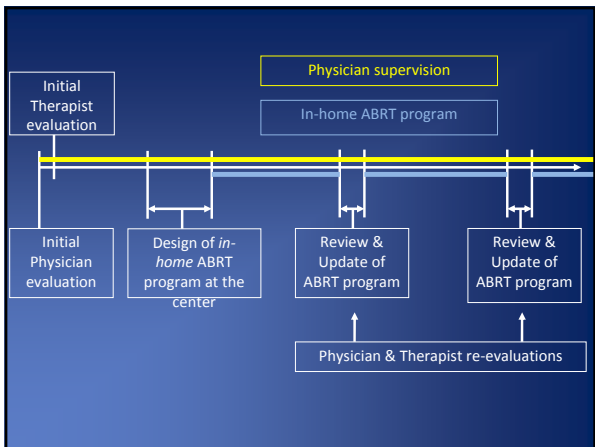 Physician supervision
In-home ABRT program
Initial
Therapist
evaluation
Initial
Physician
evaluation
Design of in-
home ABRT
program at the
center
Review &
Update of
ABRT program
Review &
Update of
ABRT program
Physician & Therapist re-evaluations